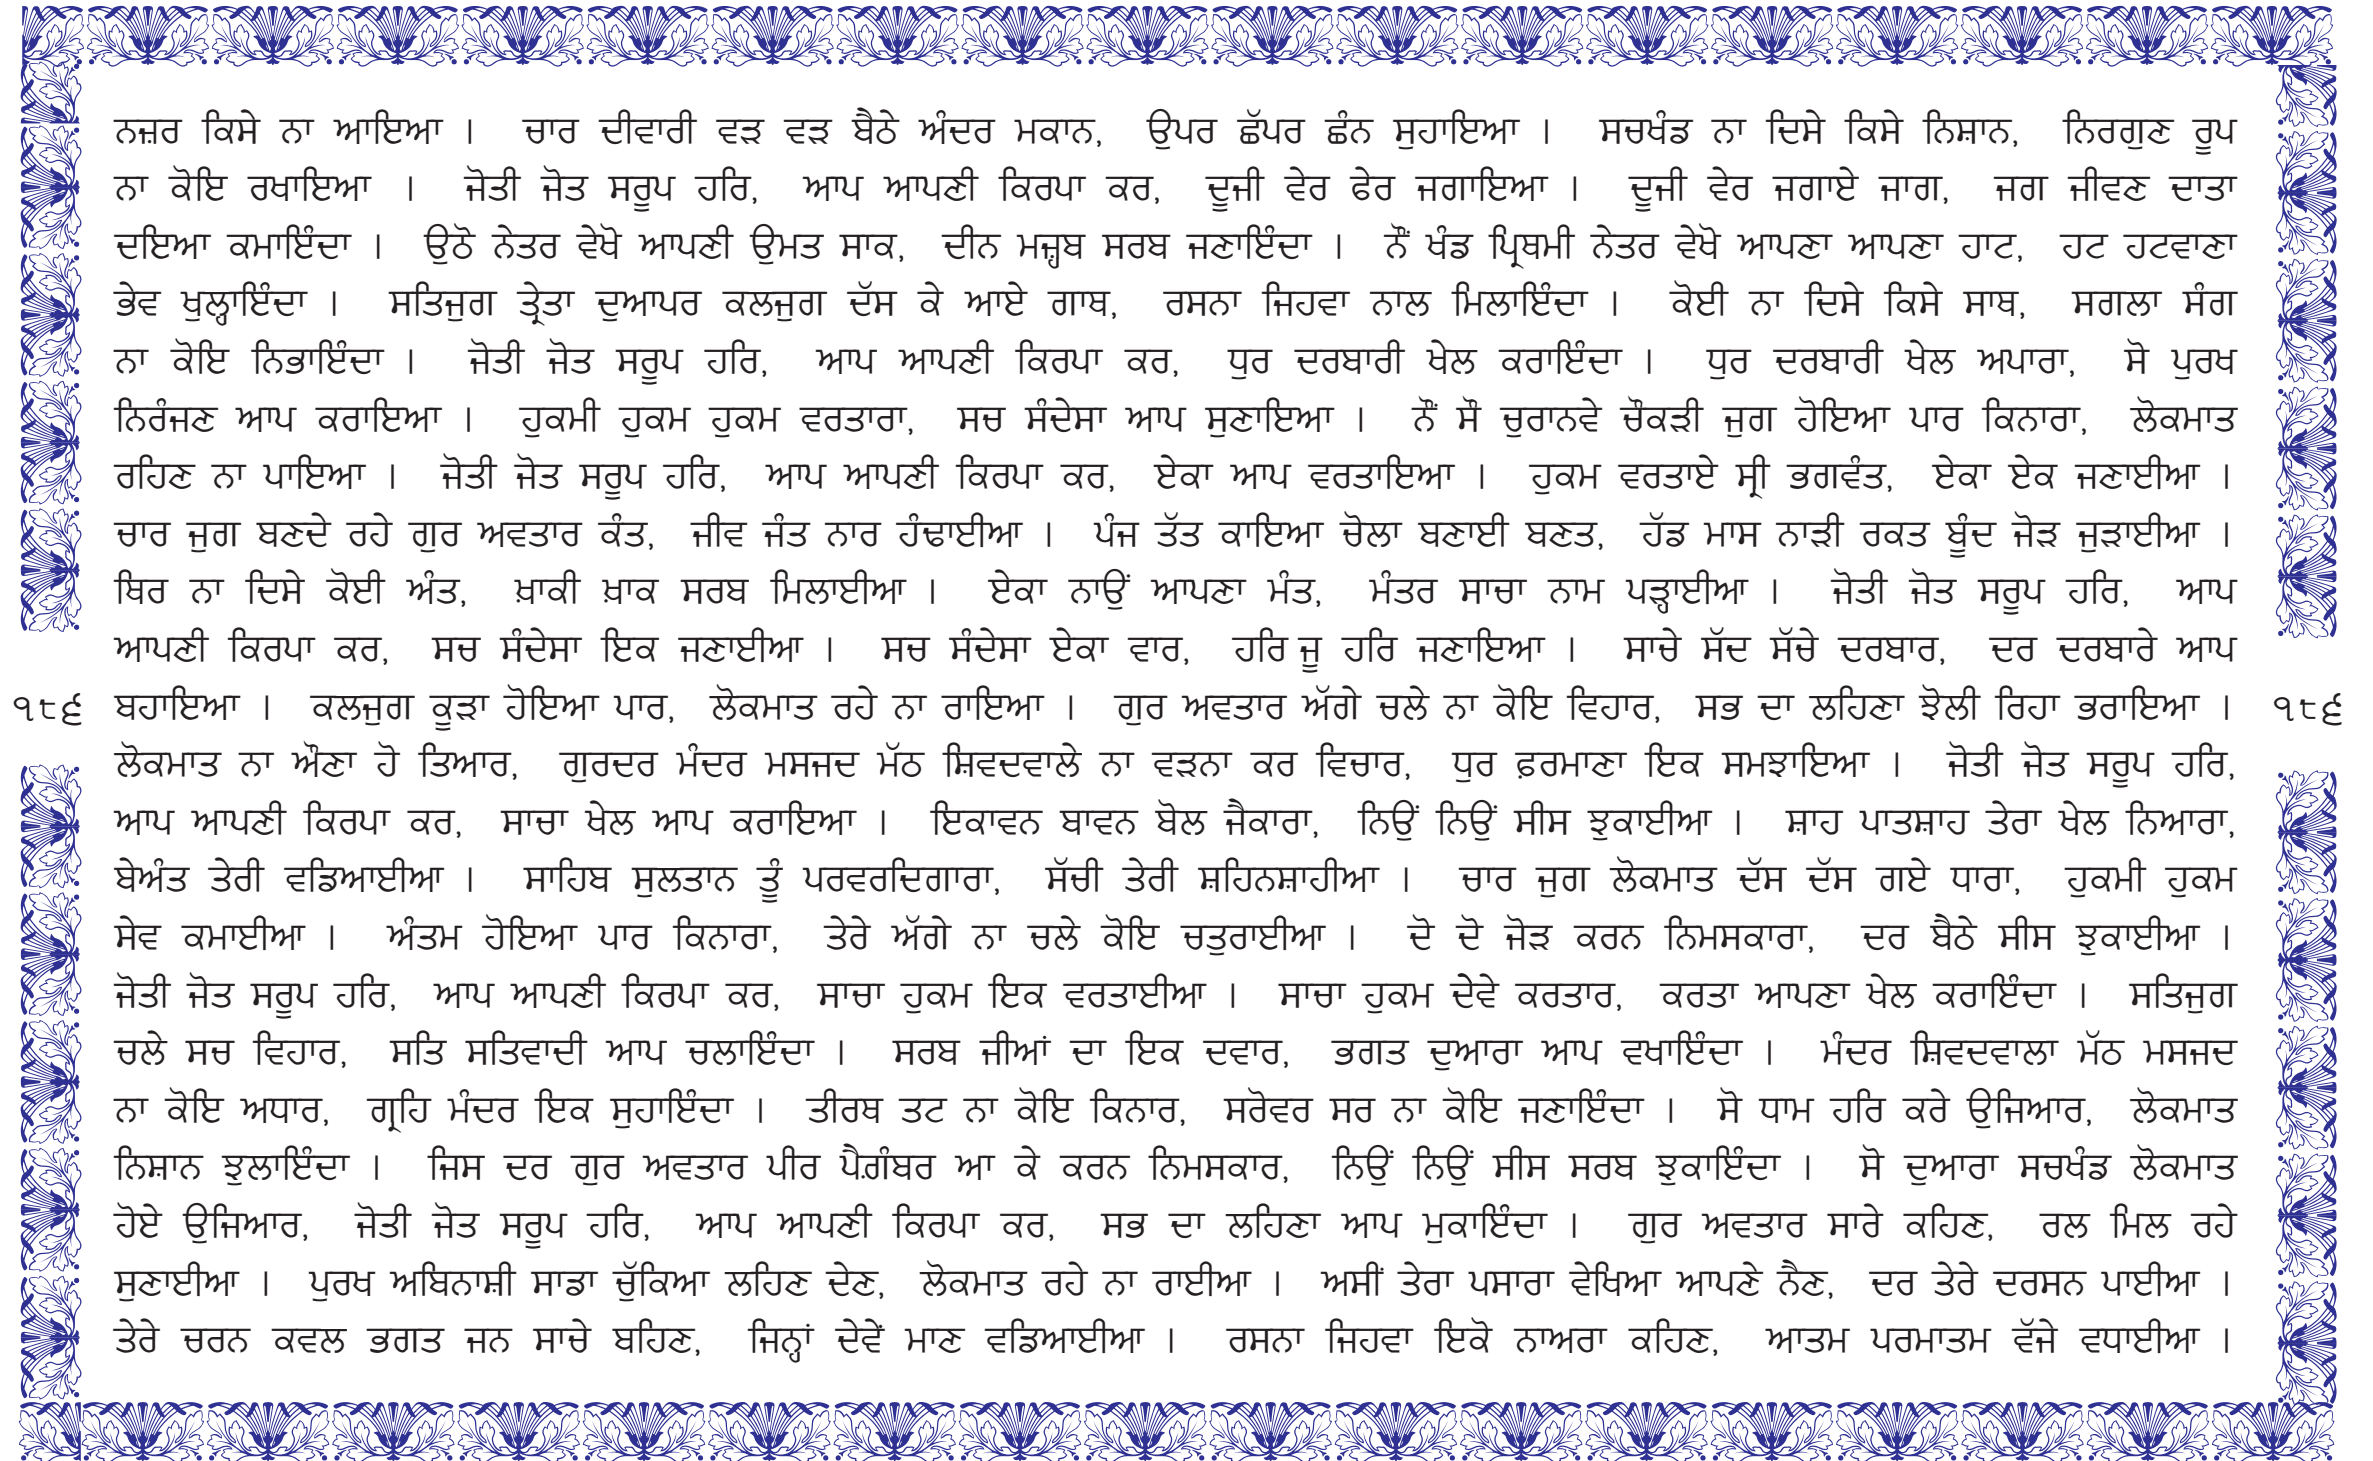 ਨਜ਼ਰ ਕਿਸੇ ਨਾ ਆਇਆ । ਚਾਰ ਦੀਵਾਰੀ ਵੜ ਵੜ ਬੈਠੇ ਅੰਦਰ ਮਕਾਨ, ਉਪਰ ਛੱਪਰ ਛੰਨ ਸੁਹਾਇਆ । ਸਚਖੰਡ ਨਾ ਦਿਸੇ ਕਿਸੇ ਨਿਸ਼ਾਨ, ਨਿਰਗੁਣ ਰੂਪ
ਨਾ ਕੋਇ ਰਖਾਇਆ । ਜੋਤੀ ਜੋਤ ਸਰੂਪ ਹਰਿ, ਆਪ ਆਪਣੀ ਕਿਰਪਾ ਕਰ, ਦੂਜੀ ਵੇਰ ਫੇਰ ਜਗਾਇਆ । ਦੂਜੀ ਵੇਰ ਜਗਾਏ ਜਾਗ, ਜਗ ਜੀਵਣ ਦਾਤਾ
ਦਇਆ ਕਮਾਇੰਦਾ । ਉਠੋ ਨੇਤਰ ਵੇਖੋ ਆਪਣੀ ਉਮਤ ਸਾਕ, ਦੀਨ ਮਜ਼੍ਹਬ ਸਰਬ ਜਣਾਇੰਦਾ । ਨੌਂ ਖੰਡ ਪ੍ਰਿਥਮੀ ਨੇਤਰ ਵੇਖੋ ਆਪਣਾ ਆਪਣਾ ਹਾਟ, ਹਟ ਹਟਵਾਣਾ
ਭੇਵ ਖੁਲ੍ਹਾਇੰਦਾ । ਸਤਿਜੁਗ ਤ੍ਰੇਤਾ ਦੁਆਪਰ ਕਲਜੁਗ ਦੱਸ ਕੇ ਆਏ ਗਾਥ, ਰਸਨਾ ਜਿਹਵਾ ਨਾਲ ਮਿਲਾਇੰਦਾ । ਕੋਈ ਨਾ ਦਿਸੇ ਕਿਸੇ ਸਾਥ, ਸਗਲਾ ਸੰਗ
ਨਾ ਕੋਇ ਨਿਭਾਇੰਦਾ । ਜੋਤੀ ਜੋਤ ਸਰੂਪ ਹਰਿ, ਆਪ ਆਪਣੀ ਕਿਰਪਾ ਕਰ, ਧੁਰ ਦਰਬਾਰੀ ਖੇਲ ਕਰਾਇੰਦਾ । ਧੁਰ ਦਰਬਾਰੀ ਖੇਲ ਅਪਾਰਾ, ਸੋ ਪੁਰਖ
ਨਿਰੰਜਣ ਆਪ ਕਰਾਇਆ । ਹੁਕਮੀ ਹੁਕਮ ਹੁਕਮ ਵਰਤਾਰਾ, ਸਚ ਸੰਦੇਸਾ ਆਪ ਸੁਣਾਇਆ । ਨੌਂ ਸੌ ਚੁਰਾਨਵੇ ਚੌਕੜੀ ਜੁਗ ਹੋਇਆ ਪਾਰ ਕਿਨਾਰਾ, ਲੋਕਮਾਤ
ਰਹਿਣ ਨਾ ਪਾਇਆ । ਜੋਤੀ ਜੋਤ ਸਰੂਪ ਹਰਿ, ਆਪ ਆਪਣੀ ਕਿਰਪਾ ਕਰ, ਏਕਾ ਆਪ ਵਰਤਾਇਆ । ਹੁਕਮ ਵਰਤਾਏ ਸ੍ਰੀ ਭਗਵੰਤ, ਏਕਾ ਏਕ ਜਣਾਈਆ ।
ਚਾਰ ਜੁਗ ਬਣਦੇ ਰਹੇ ਗੁਰ ਅਵਤਾਰ ਕੰਤ, ਜੀਵ ਜੰਤ ਨਾਰ ਹੰਢਾਈਆ । ਪੰਜ ਤੱਤ ਕਾਇਆ ਚੋਲਾ ਬਣਾਈ ਬਣਤ, ਹੱਡ ਮਾਸ ਨਾੜੀ ਰਕਤ ਬੂੰਦ ਜੋੜ ਜੁੜਾਈਆ ।
ਥਿਰ ਨਾ ਦਿਸੇ ਕੋਈ ਅੰਤ, ਖ਼ਾਕੀ ਖ਼ਾਕ ਸਰਬ ਮਿਲਾਈਆ । ਏਕਾ ਨਾਉਂ ਆਪਣਾ ਮੰਤ, ਮੰਤਰ ਸਾਚਾ ਨਾਮ ਪੜ੍ਹਾਈਆ । ਜੋਤੀ ਜੋਤ ਸਰੂਪ ਹਰਿ, ਆਪ
ਆਪਣੀ ਕਿਰਪਾ ਕਰ, ਸਚ ਸੰਦੇਸਾ ਇਕ ਜਣਾਈਆ । ਸਚ ਸੰਦੇਸਾ ਏਕਾ ਵਾਰ, ਹਰਿ ਜੂ ਹਰਿ ਜਣਾਇਆ । ਸਾਚੇ ਸੱਦ ਸੱਚੇ ਦਰਬਾਰ, ਦਰ ਦਰਬਾਰੇ ਆਪ
੧੮੬ ਬਹਾਇਆ । ਕਲਜੁਗ ਕੂੜਾ ਹੋਇਆ ਪਾਰ, ਲੋਕਮਾਤ ਰਹੇ ਨਾ ਰਾਇਆ । ਗੁਰ ਅਵਤਾਰ ਅੱਗੇ ਚਲੇ ਨਾ ਕੋਇ ਵਿਹਾਰ, ਸਭ ਦਾ ਲਹਿਣਾ ਝੋਲੀ ਰਿਹਾ ਭਰਾਇਆ । ੧੮੬
ਲੋਕਮਾਤ ਨਾ ਔਣਾ ਹੋ ਤਿਆਰ, ਗੁਰਦਰ ਮੰਦਰ ਮਸਜਦ ਮੱਠ ਸ਼ਿਵਦਵਾਲੇ ਨਾ ਵੜਨਾ ਕਰ ਵਿਚਾਰ, ਧੁਰ ਫ਼ਰਮਾਣਾ ਇਕ ਸਮਝਾਇਆ । ਜੋਤੀ ਜੋਤ ਸਰੂਪ ਹਰਿ,
ਆਪ ਆਪਣੀ ਕਿਰਪਾ ਕਰ, ਸਾਚਾ ਖੇਲ ਆਪ ਕਰਾਇਆ । ਇਕਾਵਨ ਬਾਵਨ ਬੋਲ ਜੈਕਾਰਾ, ਨਿਉਂ ਨਿਉਂ ਸੀਸ ਝੁਕਾਈਆ । ਸ਼ਾਹ ਪਾਤਸ਼ਾਹ ਤੇਰਾ ਖੇਲ ਨਿਆਰਾ,
ਬੇਅੰਤ ਤੇਰੀ ਵਡਿਆਈਆ । ਸਾਹਿਬ ਸੁਲਤਾਨ ਤੂੰ ਪਰਵਰਦਿਗਾਰਾ, ਸੱਚੀ ਤੇਰੀ ਸ਼ਹਿਨਸ਼ਾਹੀਆ । ਚਾਰ ਜੁਗ ਲੋਕਮਾਤ ਦੱਸ ਦੱਸ ਗਏ ਧਾਰਾ, ਹੁਕਮੀ ਹੁਕਮ
ਸੇਵ ਕਮਾਈਆ । ਅੰਤਮ ਹੋਇਆ ਪਾਰ ਕਿਨਾਰਾ, ਤੇਰੇ ਅੱਗੇ ਨਾ ਚਲੇ ਕੋਇ ਚਤੁਰਾਈਆ । ਦੋ ਦੋ ਜੋੜ ਕਰਨ ਨਿਮਸਕਾਰਾ, ਦਰ ਬੈਠੇ ਸੀਸ ਝੁਕਾਈਆ ।
ਜੋਤੀ ਜੋਤ ਸਰੂਪ ਹਰਿ, ਆਪ ਆਪਣੀ ਕਿਰਪਾ ਕਰ, ਸਾਚਾ ਹੁਕਮ ਇਕ ਵਰਤਾਈਆ । ਸਾਚਾ ਹੁਕਮ ਦੇਵੇ ਕਰਤਾਰ, ਕਰਤਾ ਆਪਣਾ ਖੇਲ ਕਰਾਇੰਦਾ । ਸਤਿਜੁਗ
ਚਲੇ ਸਚ ਵਿਹਾਰ, ਸਤਿ ਸਤਿਵਾਦੀ ਆਪ ਚਲਾਇੰਦਾ । ਸਰਬ ਜੀਆਂ ਦਾ ਇਕ ਦਵਾਰ, ਭਗਤ ਦੁਆਰਾ ਆਪ ਵਖਾਇੰਦਾ । ਮੰਦਰ ਸ਼ਿਵਦਵਾਲਾ ਮੱਠ ਮਸਜਦ
ਨਾ ਕੋਇ ਅਧਾਰ, ਗ੍ਰਹਿ ਮੰਦਰ ਇਕ ਸੁਹਾਇੰਦਾ । ਤੀਰਥ ਤਟ ਨਾ ਕੋਇ ਕਿਨਾਰ, ਸਰੋਵਰ ਸਰ ਨਾ ਕੋਇ ਜਣਾਇੰਦਾ । ਸੋ ਧਾਮ ਹਰਿ ਕਰੇ ਉਜਿਆਰ, ਲੋਕਮਾਤ
ਨਿਸ਼ਾਨ ਝੁਲਾਇੰਦਾ । ਜਿਸ ਦਰ ਗੁਰ ਅਵਤਾਰ ਪੀਰ ਪੈਗ਼ੰਬਰ ਆ ਕੇ ਕਰਨ ਨਿਮਸਕਾਰ, ਨਿਉਂ ਨਿਉਂ ਸੀਸ ਸਰਬ ਝੁਕਾਇੰਦਾ । ਸੋ ਦੁਆਰਾ ਸਚਖੰਡ ਲੋਕਮਾਤ
ਹੋਏ ਉਜਿਆਰ, ਜੋਤੀ ਜੋਤ ਸਰੂਪ ਹਰਿ, ਆਪ ਆਪਣੀ ਕਿਰਪਾ ਕਰ, ਸਭ ਦਾ ਲਹਿਣਾ ਆਪ ਮੁਕਾਇੰਦਾ । ਗੁਰ ਅਵਤਾਰ ਸਾਰੇ ਕਹਿਣ, ਰਲ ਮਿਲ ਰਹੇ
ਸੁਣਾਈਆ । ਪੁਰਖ ਅਬਿਨਾਸ਼ੀ ਸਾਡਾ ਚੁੱਕਿਆ ਲਹਿਣ ਦੇਣ, ਲੋਕਮਾਤ ਰਹੇ ਨਾ ਰਾਈਆ । ਅਸੀਂ ਤੇਰਾ ਪਸਾਰਾ ਵੇਖਿਆ ਆਪਣੇ ਨੈਣ, ਦਰ ਤੇਰੇ ਦਰਸਨ ਪਾਈਆ ।
ਤੇਰੇ ਚਰਨ ਕਵਲ ਭਗਤ ਜਨ ਸਾਚੇ ਬਹਿਣ, ਜਿਨ੍ਹਾਂ ਦੇਵੇਂ ਮਾਣ ਵਡਿਆਈਆ । ਰਸਨਾ ਜਿਹਵਾ ਇਕੋ ਨਾਅਰਾ ਕਹਿਣ, ਆਤਮ ਪਰਮਾਤਮ ਵੱਜੇ ਵਧਾਈਆ ।